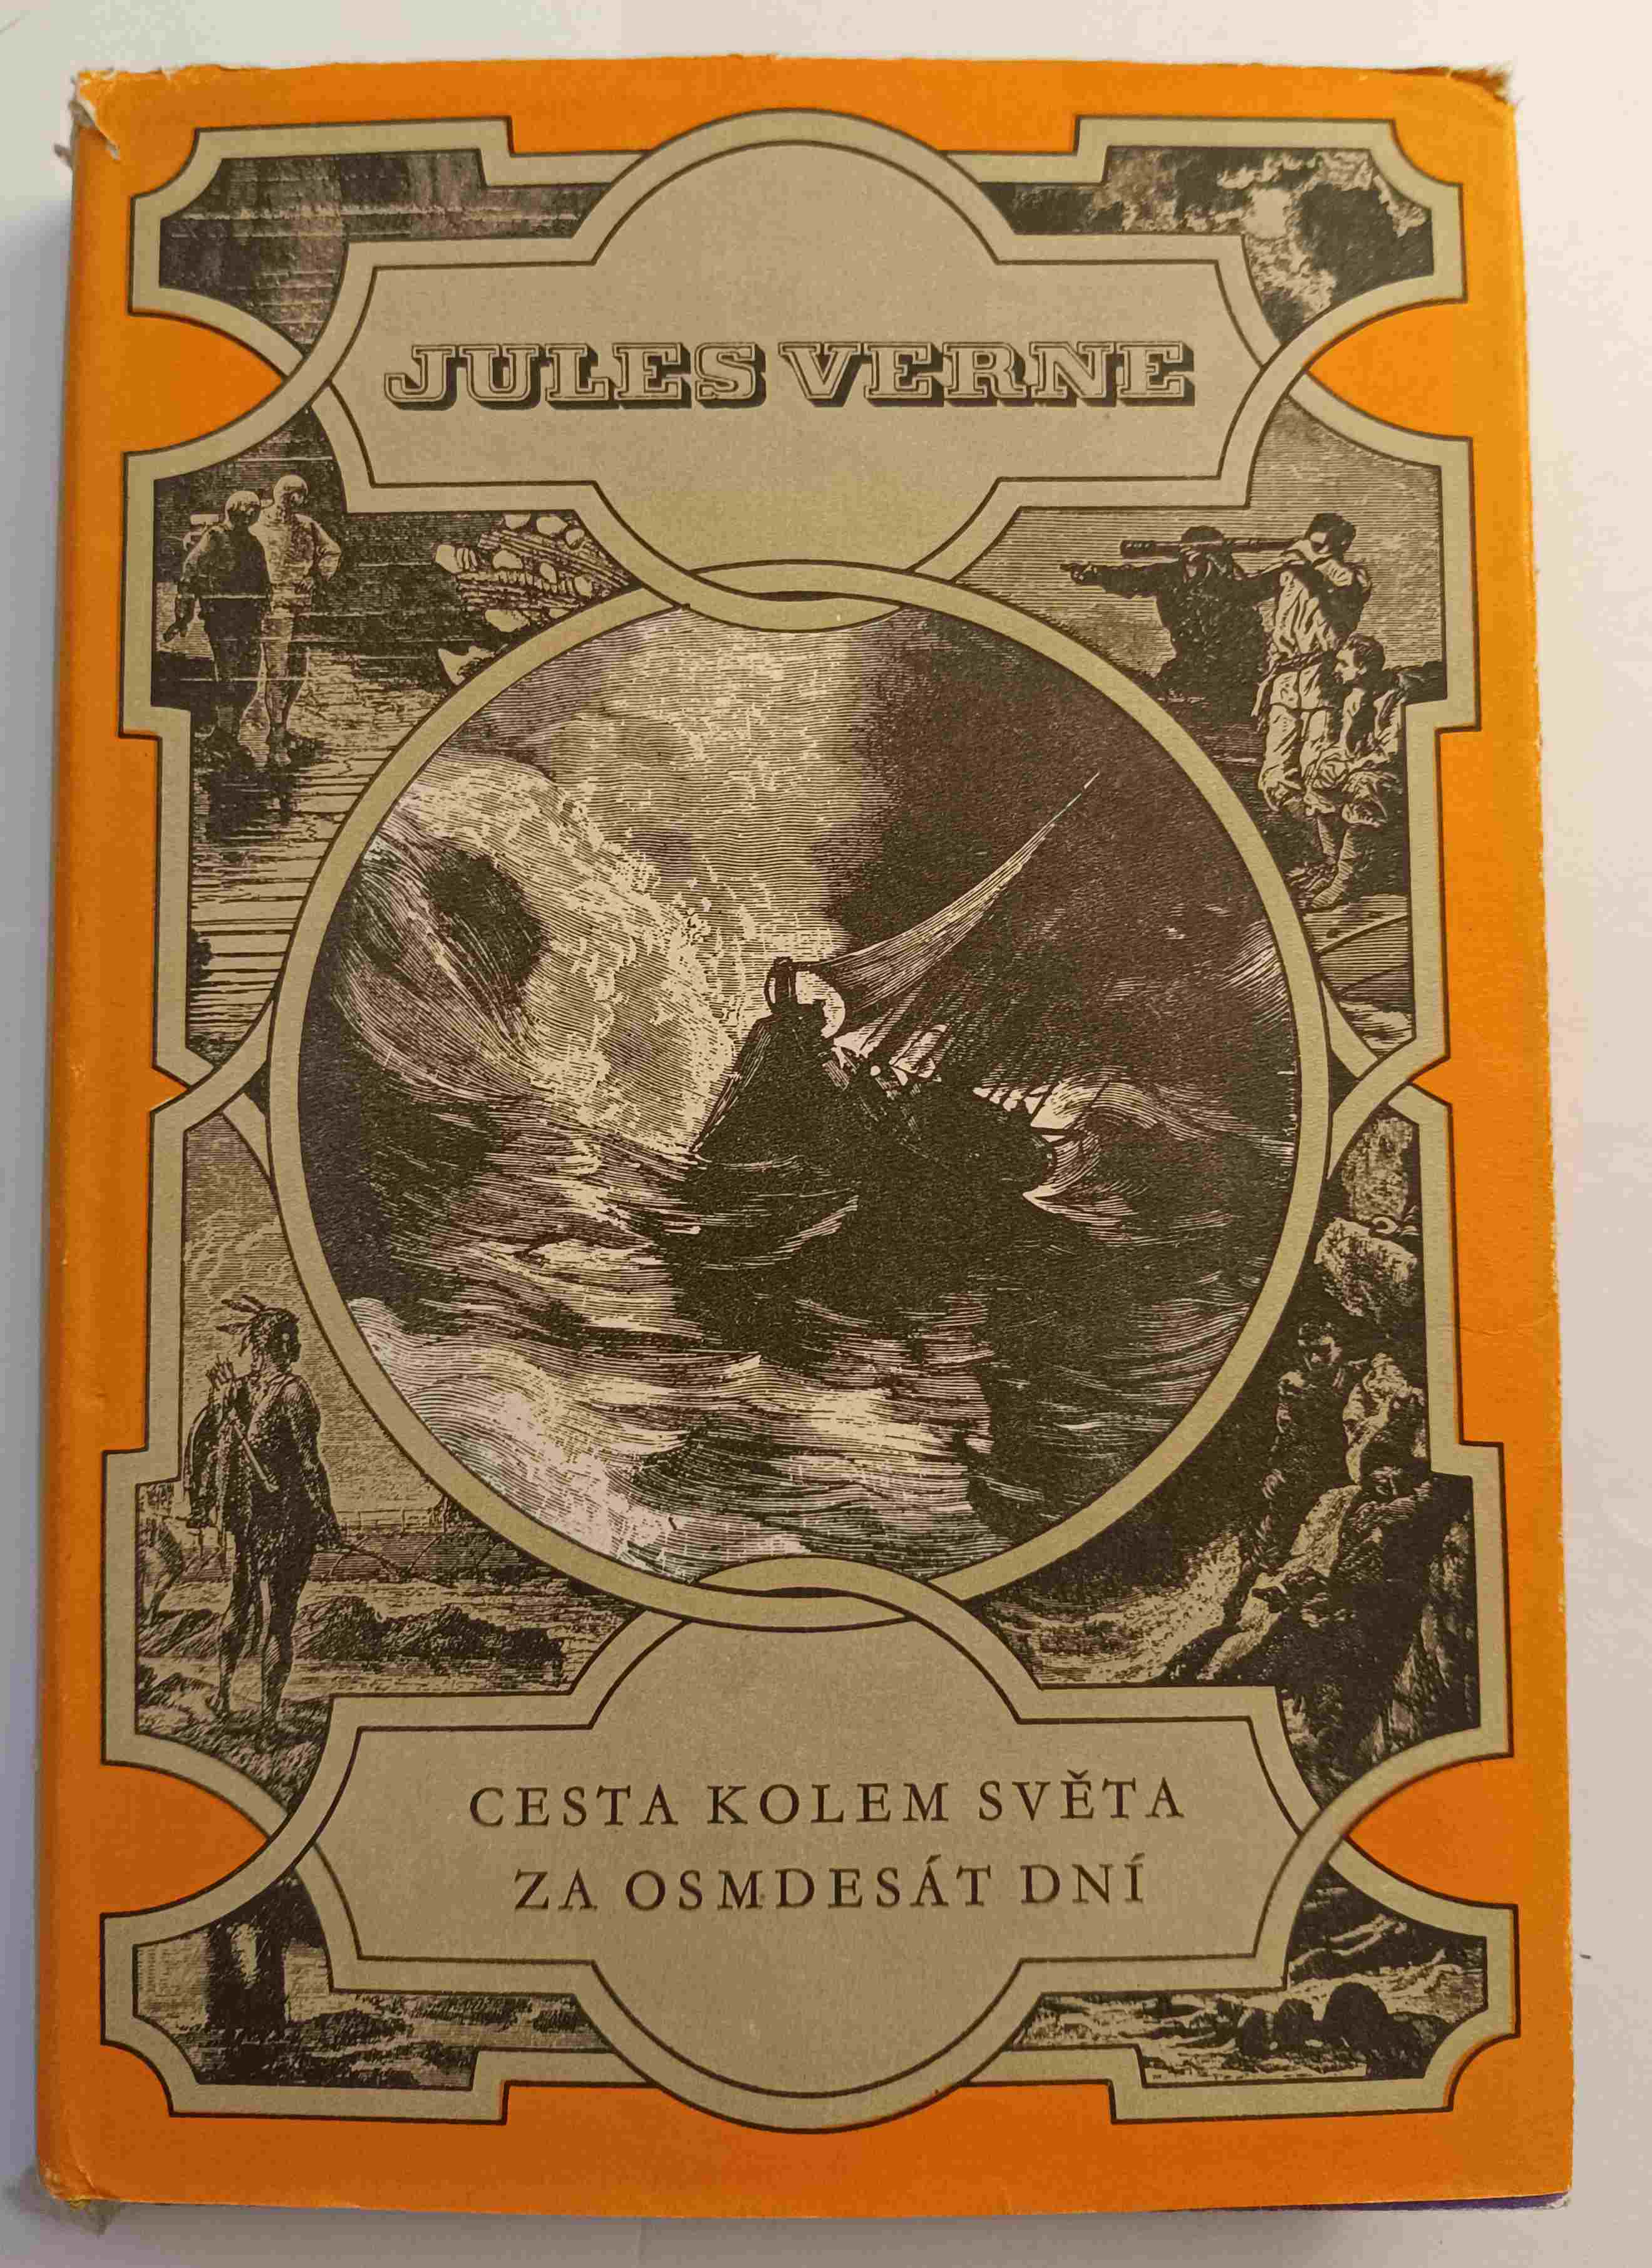 JULES VERNE
CESTA KOLEM SVĚTA
ZA OSMDESÁT DNÍ